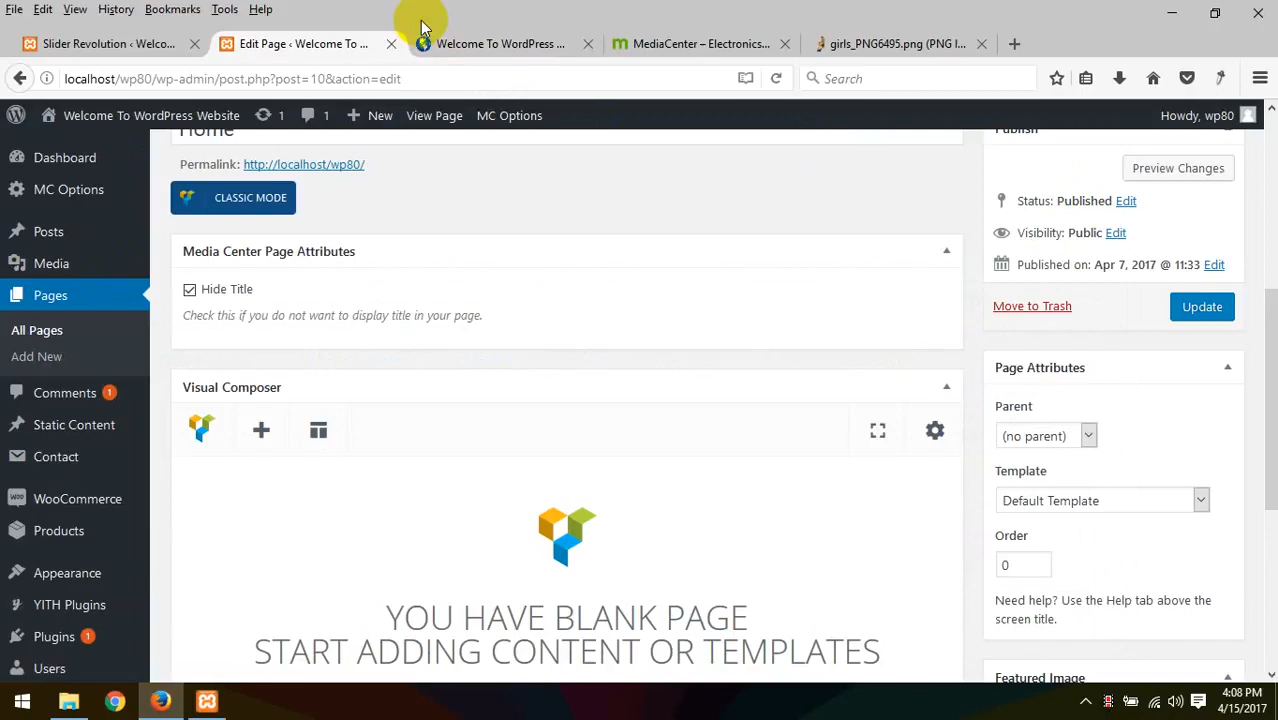 File Edit View History Bookmarks Tools Help
Slider Revolution ‹ Welco...
Edit Page ‹ Welcome To ...
Welcome To WordPress ...
MediaCenter – Electronics...
girls_PNG6495.png (PNG I...
localhost/wp80/wp-admin/post.php?post=10&action=edit
Search
Welcome To WordPress Website 1 1 New View Page MC Options Howdy, wp80
Dashboard
MC Options
Posts
Media
Pages
All Pages
Add New
Comments 1
Static Content
Contact
WooCommerce
Products
Appearance
YITH Plugins
Plugins 1
Users
Home
Permalink: http://localhost/wp80/
CLASSIC MODE
Media Center Page Attributes
Hide Title
Check this if you do not want to display title in your page.
Visual Composer
YOU HAVE BLANK PAGE
START ADDING CONTENT OR TEMPLATES
Publish
Preview Changes
Status: Published Edit
Visibility: Public Edit
Published on: Apr 7, 2017 @ 11:33 Edit
Move to Trash
Update
Page Attributes
Parent
(no parent)
Template
Default Template
Order
0
Need help? Use the Help tab above the
screen title.
Featured Image
4:08 PM
4/15/2017